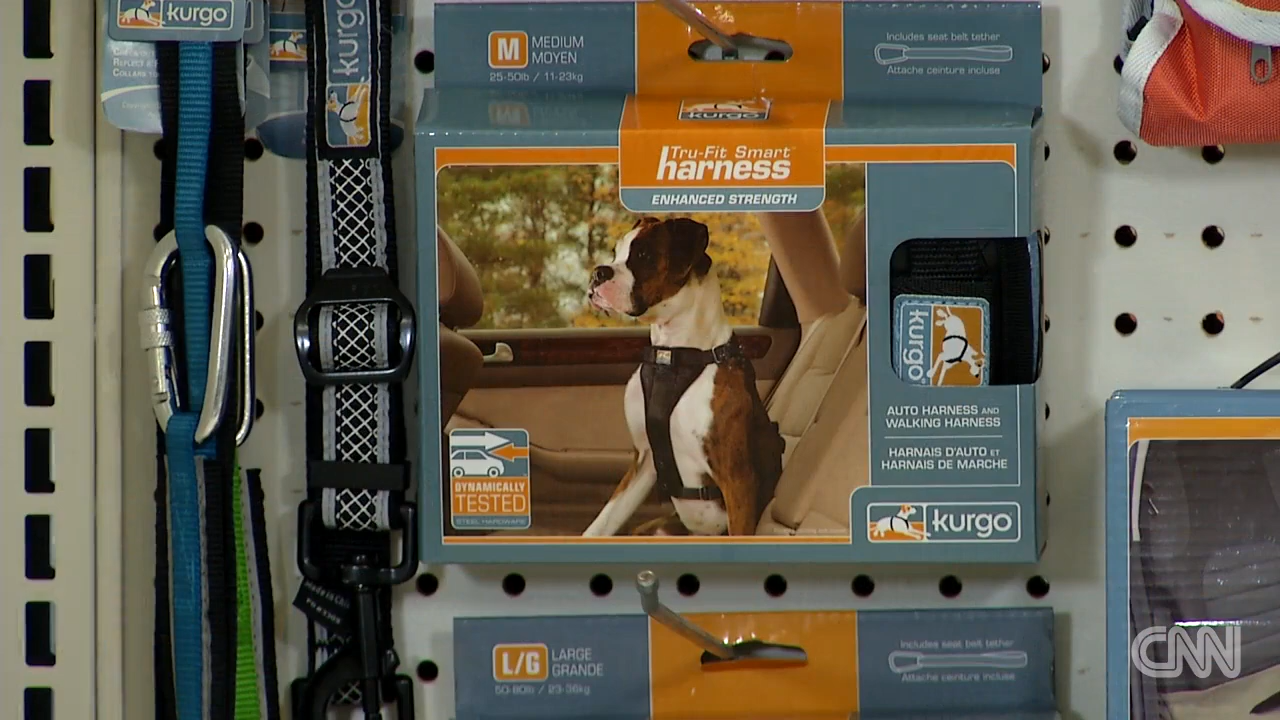 kurgo
kurgo
M MEDIUM
MOYEN
25-50lb / 11-23kg
Includes seat belt tether
Attache ceinture incluse
kurgo
Tru-Fit Smart™
harness
ENHANCED STRENGTH
kurgo
AUTO HARNESS AND
WALKING HARNESS
HARNAIS D'AUTO ET
HARNAIS DE MARCHE
DYNAMICALLY
TESTED
STEEL HARDWARE
kurgo
L/G LARGE
GRANDE
50-80lb / 23-36kg
Includes seat belt tether
Attache ceinture incluse
CNN